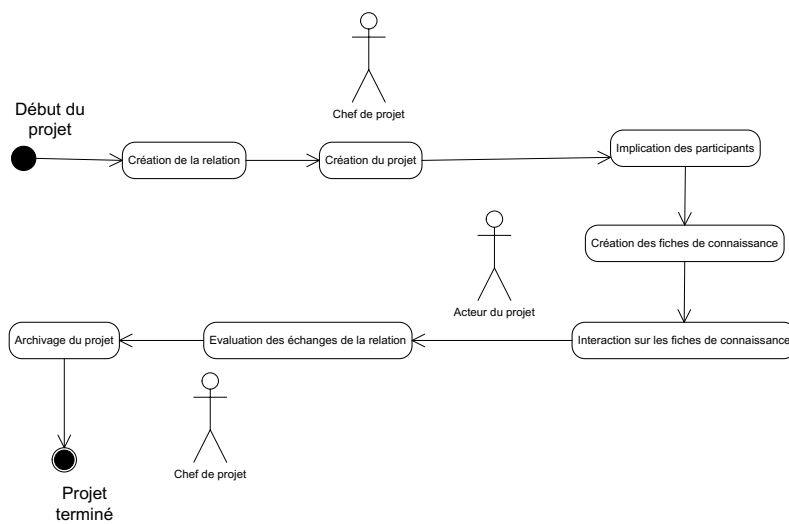 Début du
projet
Chef de projet
Création de la relation
Création du projet
Implication des participants
Création des fiches de connaissance
Acteur du projet
Archivage du projet
Evaluation des échanges de la relation
Interaction sur les fiches de connaissance
Chef de projet
Projet
terminé